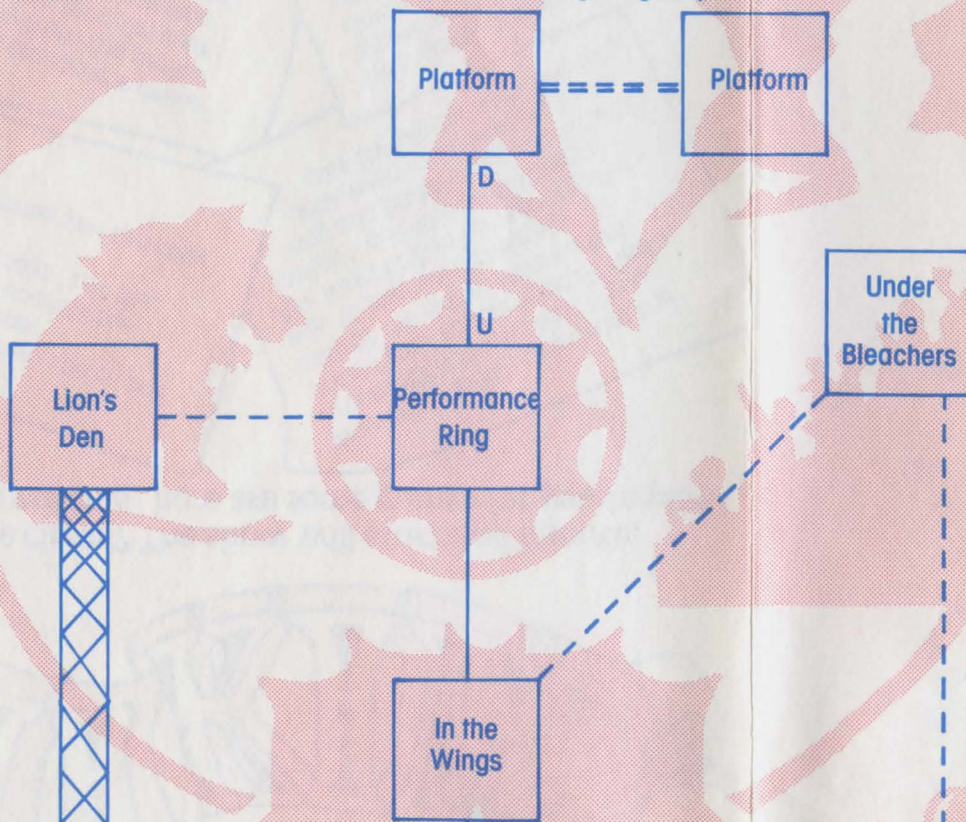 Platform
Platform
D
U
Under
the
Bleachers
Lion's
Den
Performance
Ring
In the
Wings